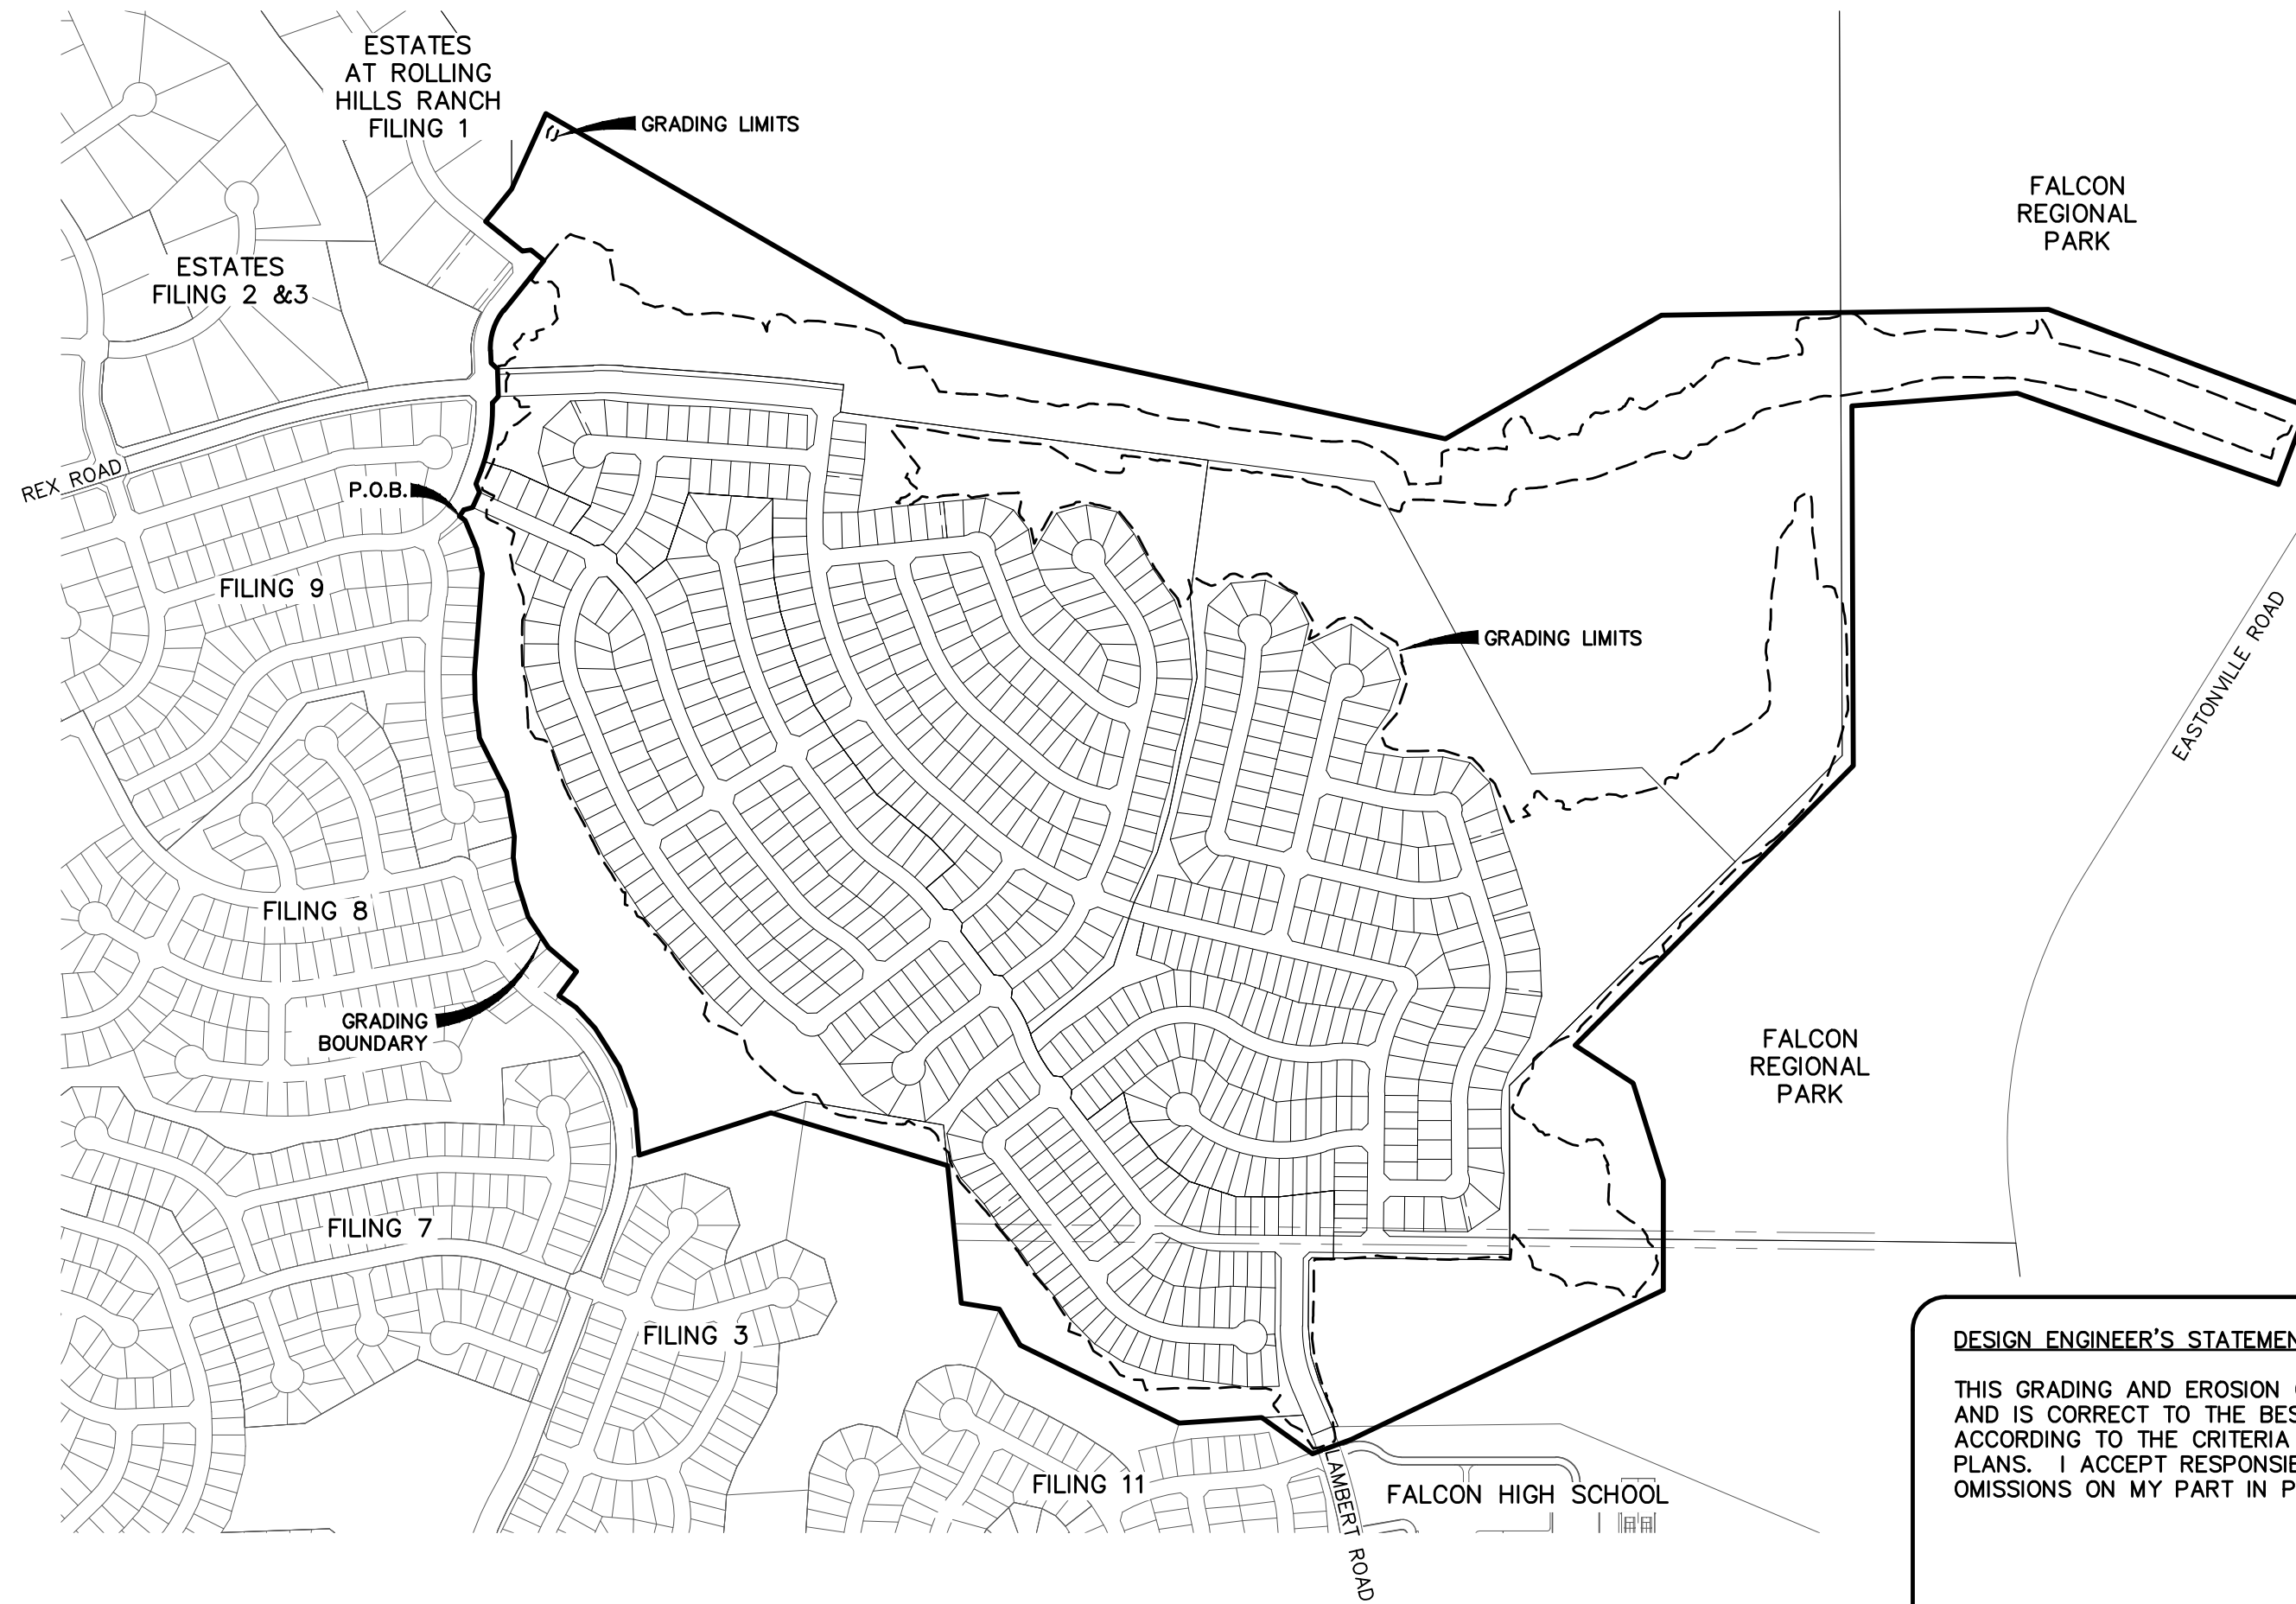 ESTATES
AT ROLLING
HILLS RANCH
FILING 1
GRADING LIMITS
FALCON
REGIONAL
PARK
ESTATES
FILING 2 &3
REX ROAD
P.O.B.
FILING 9
GRADING LIMITS
EASTONVILLE ROAD
FILING 8
GRADING
BOUNDARY
FALCON
REGIONAL
PARK
FILING 7
FILING 3
FILING 11
LAMBERT ROAD
FALCON HIGH SCHOOL
DESIGN ENGINEER'S
THIS GRADING AND EROSION
AND IS CORRECT TO THE
ACCORDING TO THE CRITERIA
PLANS. I ACCEPT
OMISSIONS ON MY PART IN